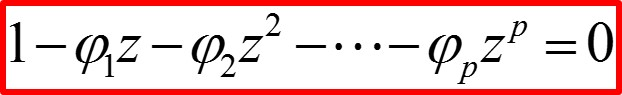 1 − φ₁z − φ₂z² − ⋯ − φₚzᵖ = 0